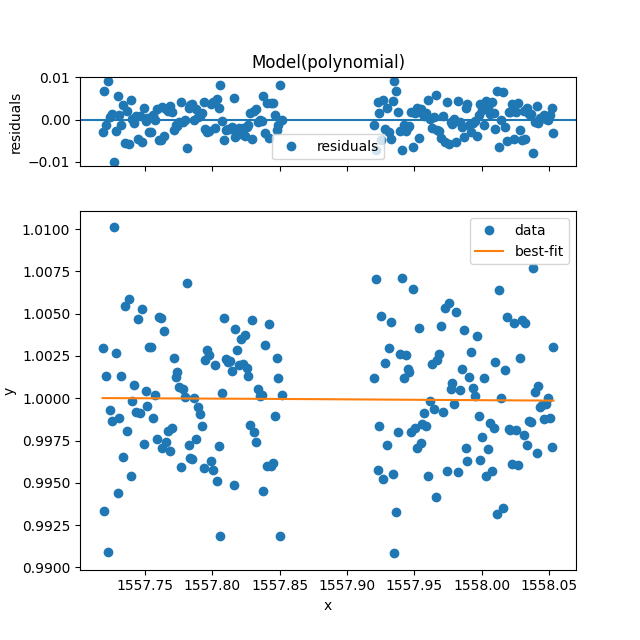 Model(polynomial)
0.01
0.00
−0.01
residuals
residuals
1.0100
1.0075
1.0050
1.0025
1.0000
0.9975
0.9950
0.9925
0.9900
y
data
best-fit
1557.75
1557.80
1557.85
1557.90
1557.95
1558.00
1558.05
x